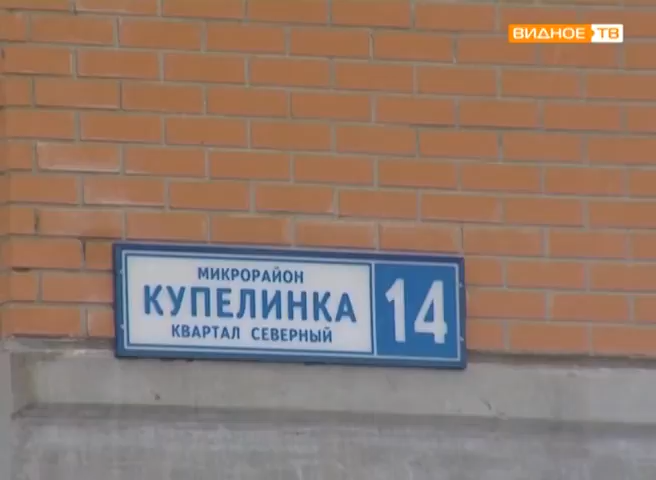 ВИДНОЕ ТВ
МИКРОРАЙОН
КУПЕЛИНКА
КВАРТАЛ СЕВЕРНЫЙ
14